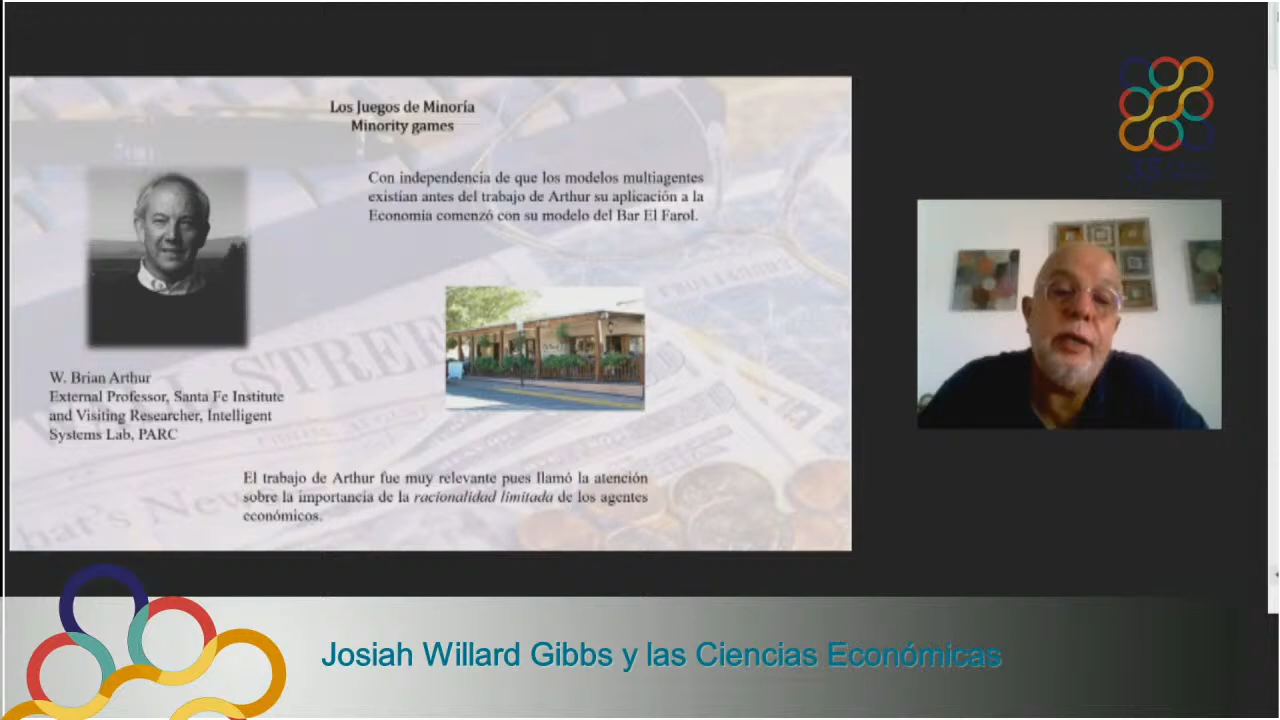 Los Juegos de Minoría
Minority games
Con independencia de que los modelos multiagentes
existían antes del trabajo de Arthur su aplicación a la
Economía comenzó con su modelo del Bar El Farol.
W. Brian Arthur
External Professor, Santa Fe Institute
and Visiting Researcher, Intelligent
Systems Lab, PARC
El trabajo de Arthur fue muy relevante pues llamó la atención
sobre la importancia de la racionalidad limitada de los agentes
económicos.
Josiah Willard Gibbs y las Ciencias Económicas